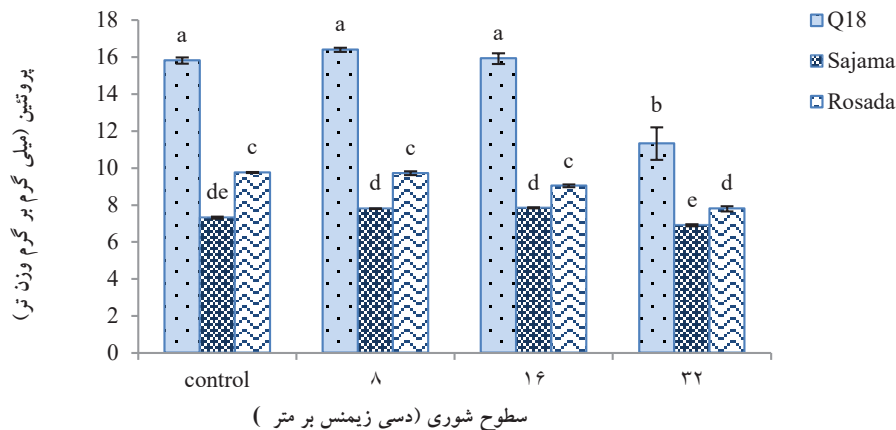 پروتئین (میلی گرم بر گرم وزن تر)
18
16
14
12
10
8
6
4
2
0
a
de
c
a
d
c
a
d
c
b
e
d
control
۸
۱۶
۳۲
سطوح شوری (دسی زیمنس بر متر )
Q18
Sajama
Rosada